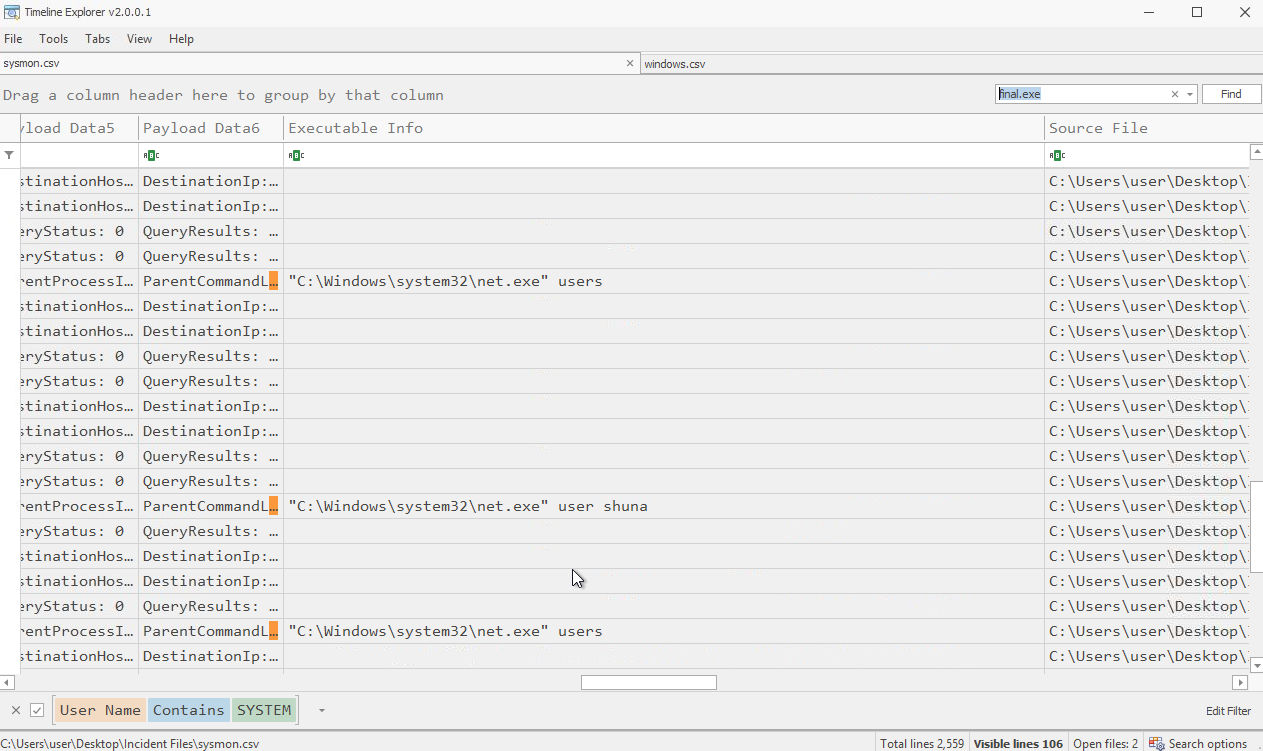 Timeline Explorer v2.0.0.1
File Tools Tabs View Help
sysmon.csv × windows.csv
Drag a column header here to group by that column
final.exe × Find
yload Data5 Payload Data6 Executable Info Source File
ABC ABC ABC
stinationHos… DestinationIp:… C:\Users\user\Desktop\
stinationHos… DestinationIp:… C:\Users\user\Desktop\
eryStatus: 0 QueryResults: … C:\Users\user\Desktop\
eryStatus: 0 QueryResults: … C:\Users\user\Desktop\
rentProcessI… ParentCommandL… "C:\Windows\system32\net.exe" users C:\Users\user\Desktop\
stinationHos… DestinationIp:… C:\Users\user\Desktop\
stinationHos… DestinationIp:… C:\Users\user\Desktop\
eryStatus: 0 QueryResults: … C:\Users\user\Desktop\
eryStatus: 0 QueryResults: … C:\Users\user\Desktop\
stinationHos… DestinationIp:… C:\Users\user\Desktop\
stinationHos… DestinationIp:… C:\Users\user\Desktop\
eryStatus: 0 QueryResults: … C:\Users\user\Desktop\
eryStatus: 0 QueryResults: … C:\Users\user\Desktop\
rentProcessI… ParentCommandL… "C:\Windows\system32\net.exe" user shuna C:\Users\user\Desktop\
eryStatus: 0 QueryResults: … C:\Users\user\Desktop\
stinationHos… DestinationIp:… C:\Users\user\Desktop\
stinationHos… DestinationIp:… C:\Users\user\Desktop\
eryStatus: 0 QueryResults: … C:\Users\user\Desktop\
rentProcessI… ParentCommandL… "C:\Windows\system32\net.exe" users C:\Users\user\Desktop\
stinationHos… DestinationIp:… C:\Users\user\Desktop\
User Name Contains SYSTEM Edit Filter
C:\Users\user\Desktop\Incident Files\sysmon.csv Total lines 2,559 Visible lines 106 Open files: 2 Search options